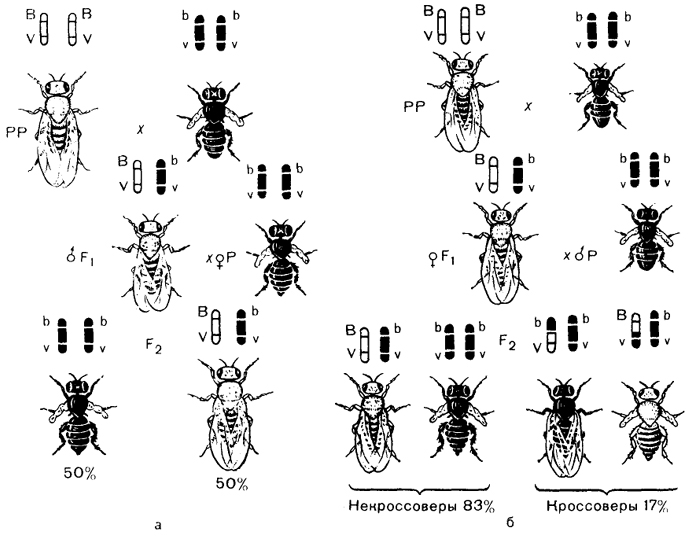 B B b b
V V v v
PP x
B b b b
V v v v
♂ F₁ x ♀ P
b b B b
v v V v
F₂
50% 50%
а
B B b b
V V v v
PP x
B b b b
V v v v
♀ F₁ x ♂ P
B b b b F₂ b b B b
V v v v V v v v
Некроссоверы 83% Кроссоверы 17%
б